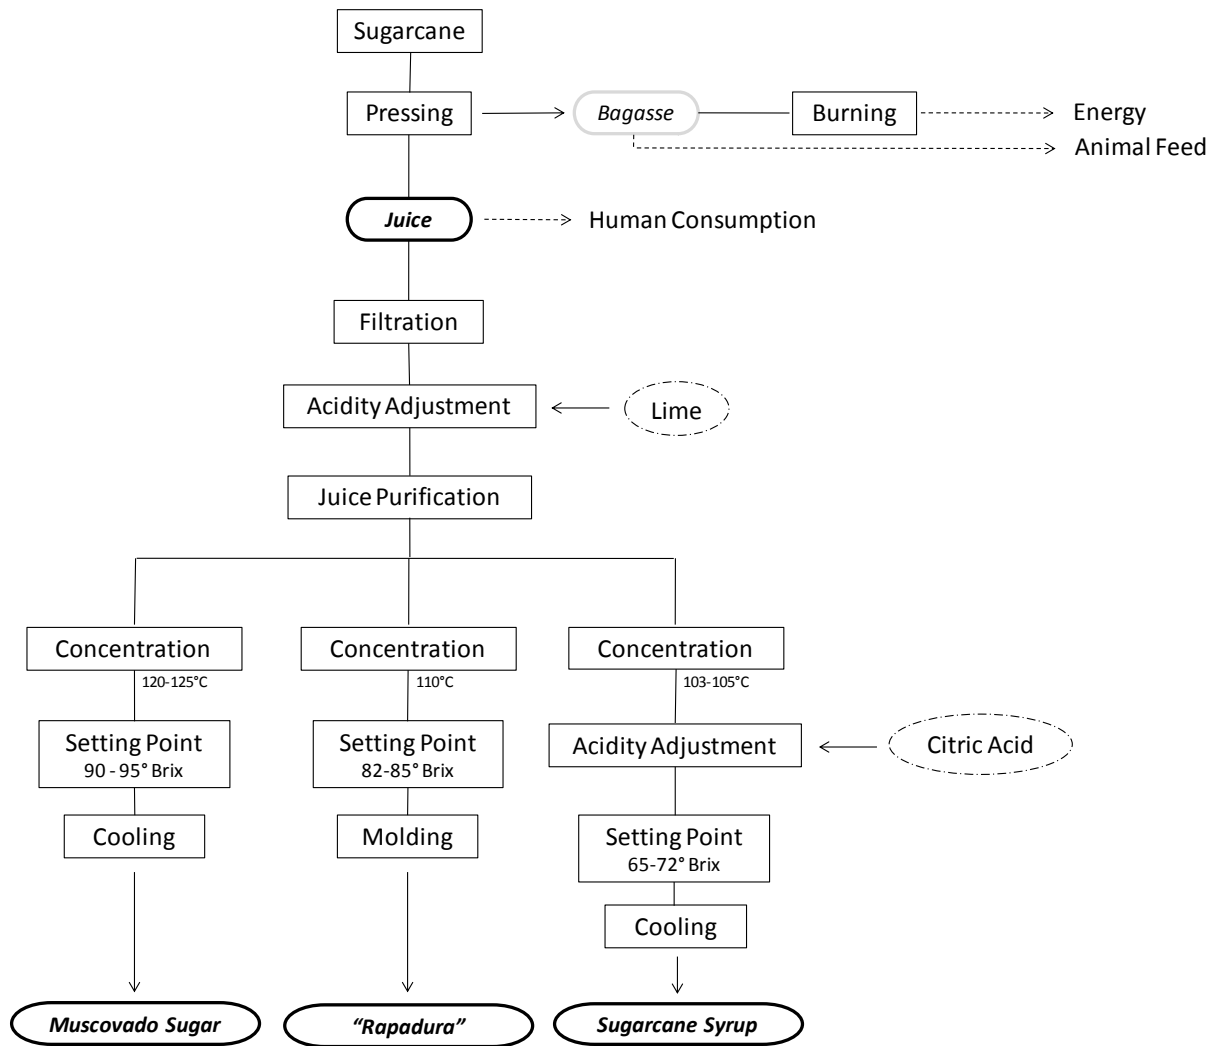 Sugarcane
Pressing
Bagasse
Burning
Energy
Animal Feed
Juice
Human Consumption
Filtration
Acidity Adjustment
Lime
Juice Purification
Concentration
120-125°C
Concentration
110°C
Concentration
103-105°C
Setting Point
90 - 95° Brix
Setting Point
82-85° Brix
Acidity Adjustment
Citric Acid
Cooling
Molding
Setting Point
65-72° Brix
Cooling
Muscovado Sugar
“Rapadura”
Sugarcane Syrup